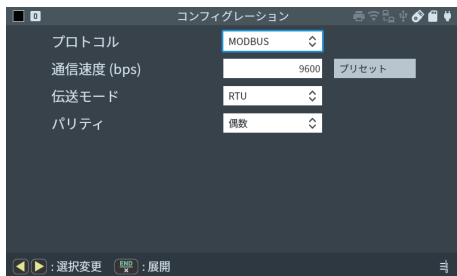 0 コンフィグレーション
プロトコル MODBUS
通信速度 (bps) 9600 プリセット
伝送モード RTU
パリティ 偶数
:選択変更 END × :展開